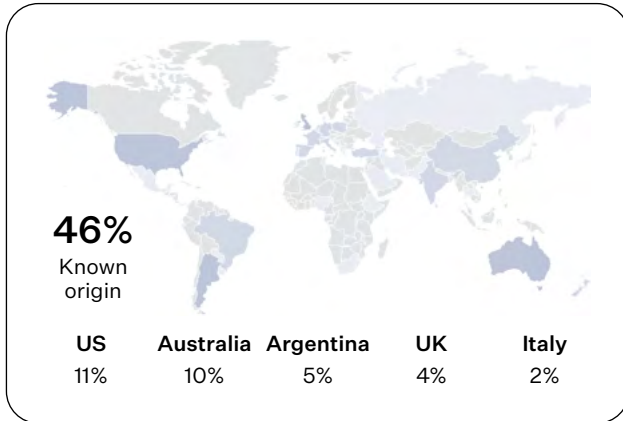 46%
Known
origin
US Australia Argentina UK Italy
11% 10% 5% 4% 2%